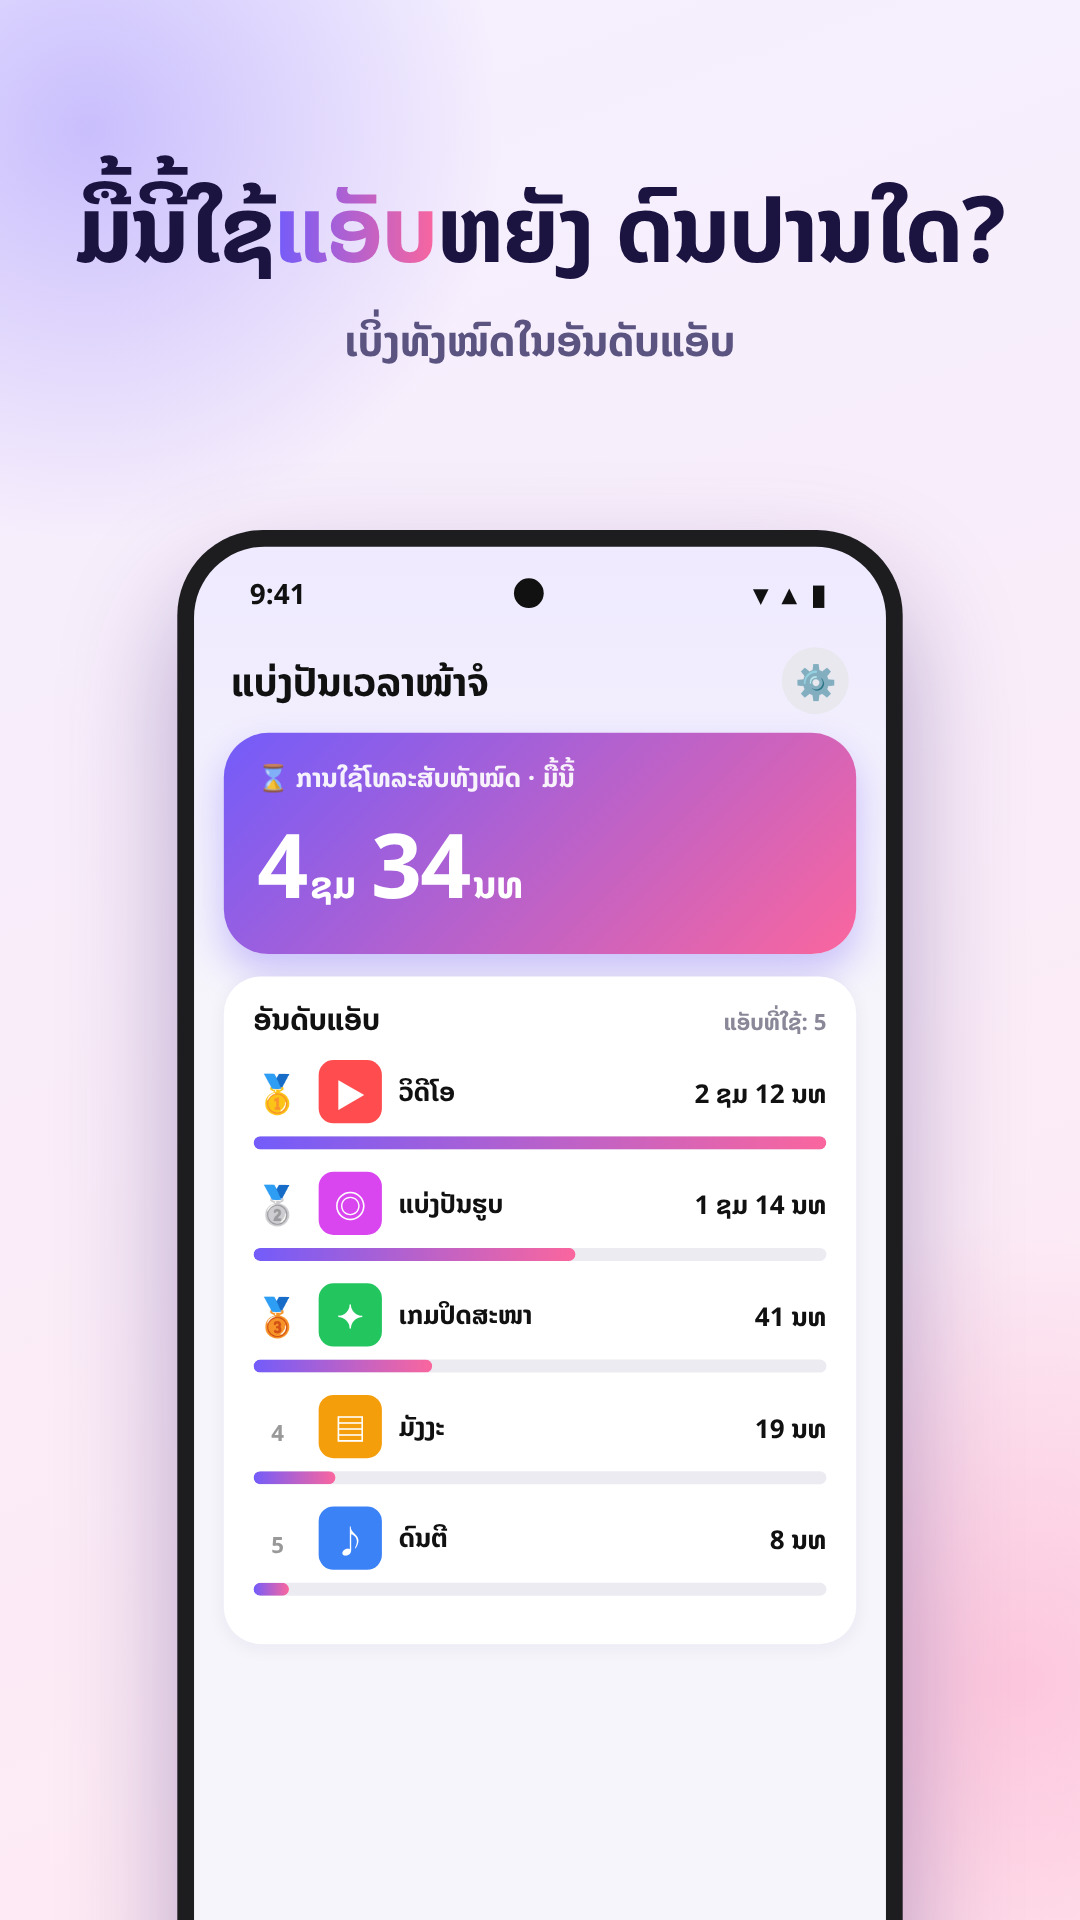 ມື້ນີ້ໃຊ້ແອັບຫຍັງ ດົນປານໃດ?
ເບິ່ງທັງໝົດໃນອັນດັບແອັບ
9:41
ແບ່ງປັນເວລາໜ້າຈໍ
ການໃຊ້ໂທລະສັບທັງໝົດ · ມື້ນີ້
4ຊມ 34ນທ
ອັນດັບແອັບ
ແອັບທີ່ໃຊ້: 5
ວິດີໂອ
2 ຊມ 12 ນທ
ແບ່ງປັນຮູບ
1 ຊມ 14 ນທ
ເກມປິດສະໜາ
41 ນທ
4
ມັງງະ
19 ນທ
5
ດົນຕີ
8 ນທ